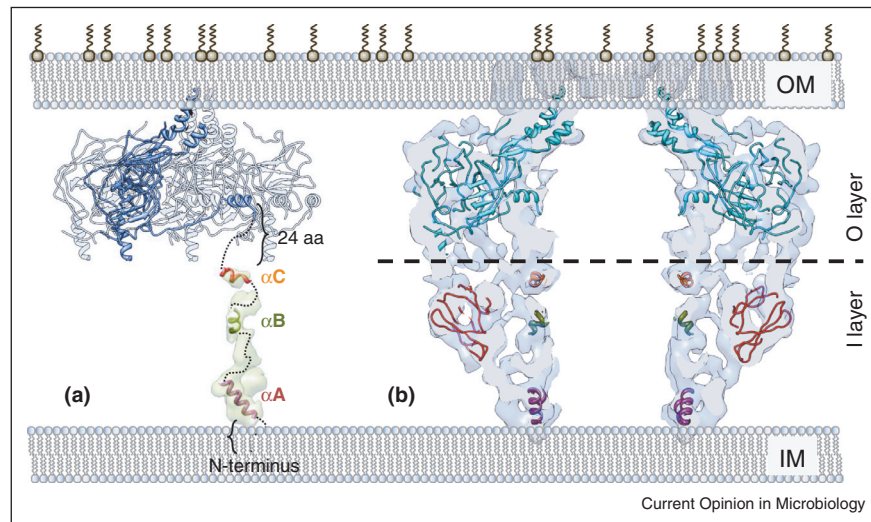 OM
24 aa
αC
αB
αA
(a)
(b)
O layer
I layer
N-terminus
IM
Current Opinion in Microbiology